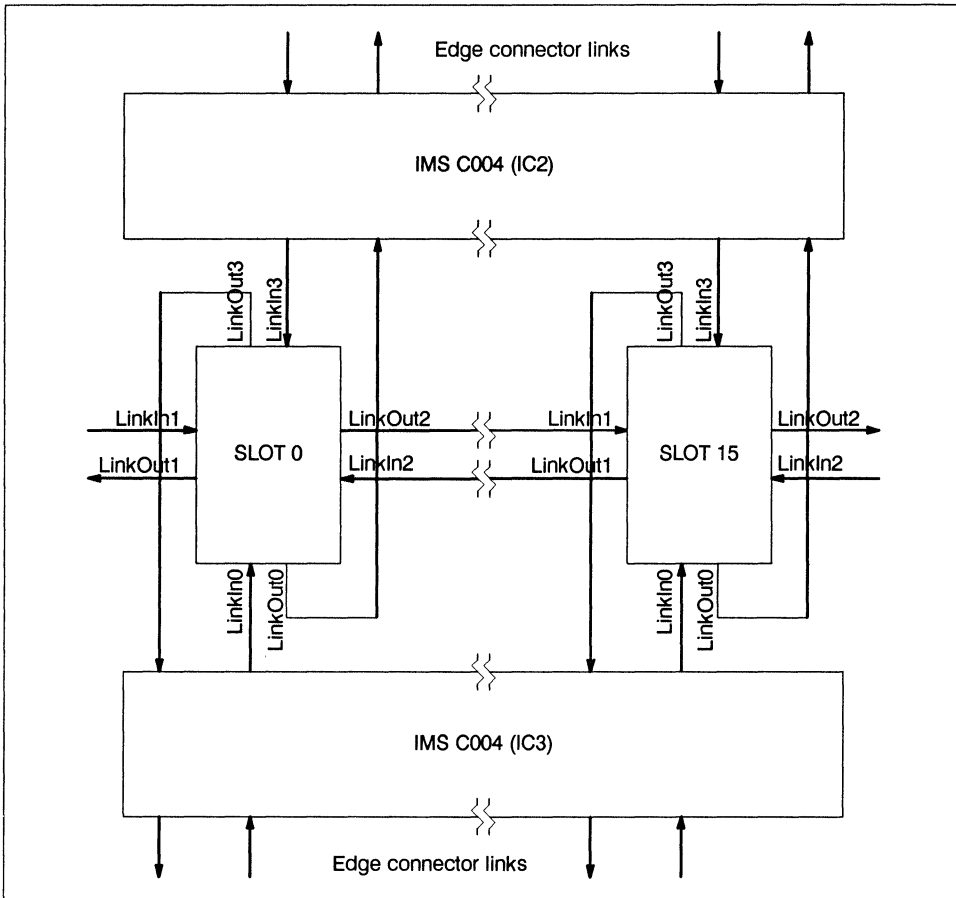 Edge connector links
IMS C004 (IC2)
LinkOut3
LinkIn3
LinkOut3
LinkIn3
LinkIn1
LinkOut2
LinkIn1
LinkOut2
SLOT 0
SLOT 15
LinkOut1
LinkIn2
LinkOut1
LinkIn2
LinkIn0
LinkOut0
LinkIn0
LinkOut0
IMS C004 (IC3)
Edge connector links